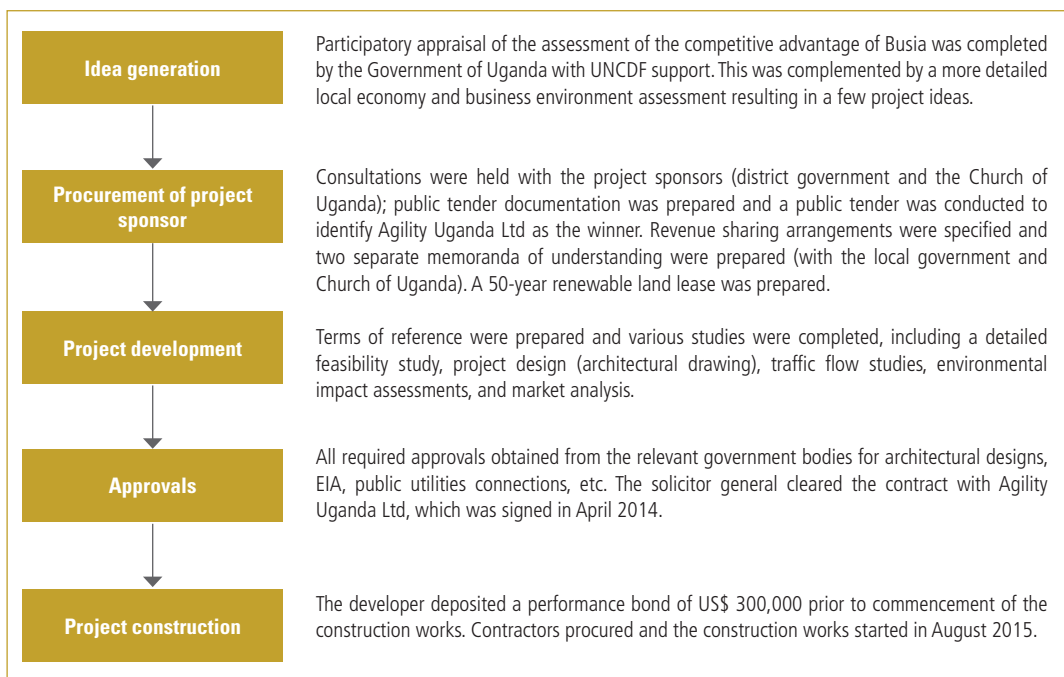 Idea generation
Participatory appraisal of the assessment of the competitive advantage of Busia was completed
by the Government of Uganda with UNCDF support. This was complemented by a more detailed
local economy and business environment assessment resulting in a few project ideas.
Procurement of project
sponsor
Consultations were held with the project sponsors (district government and the Church of
Uganda); public tender documentation was prepared and a public tender was conducted to
identify Agility Uganda Ltd as the winner. Revenue sharing arrangements were specified and
two separate memoranda of understanding were prepared (with the local government and
Church of Uganda). A 50-year renewable land lease was prepared.
Project development
Terms of reference were prepared and various studies were completed, including a detailed
feasibility study, project design (architectural drawing), traffic flow studies, environmental
impact assessments, and market analysis.
Approvals
All required approvals obtained from the relevant government bodies for architectural designs,
EIA, public utilities connections, etc. The solicitor general cleared the contract with Agility
Uganda Ltd, which was signed in April 2014.
Project construction
The developer deposited a performance bond of US$ 300,000 prior to commencement of the
construction works. Contractors procured and the construction works started in August 2015.